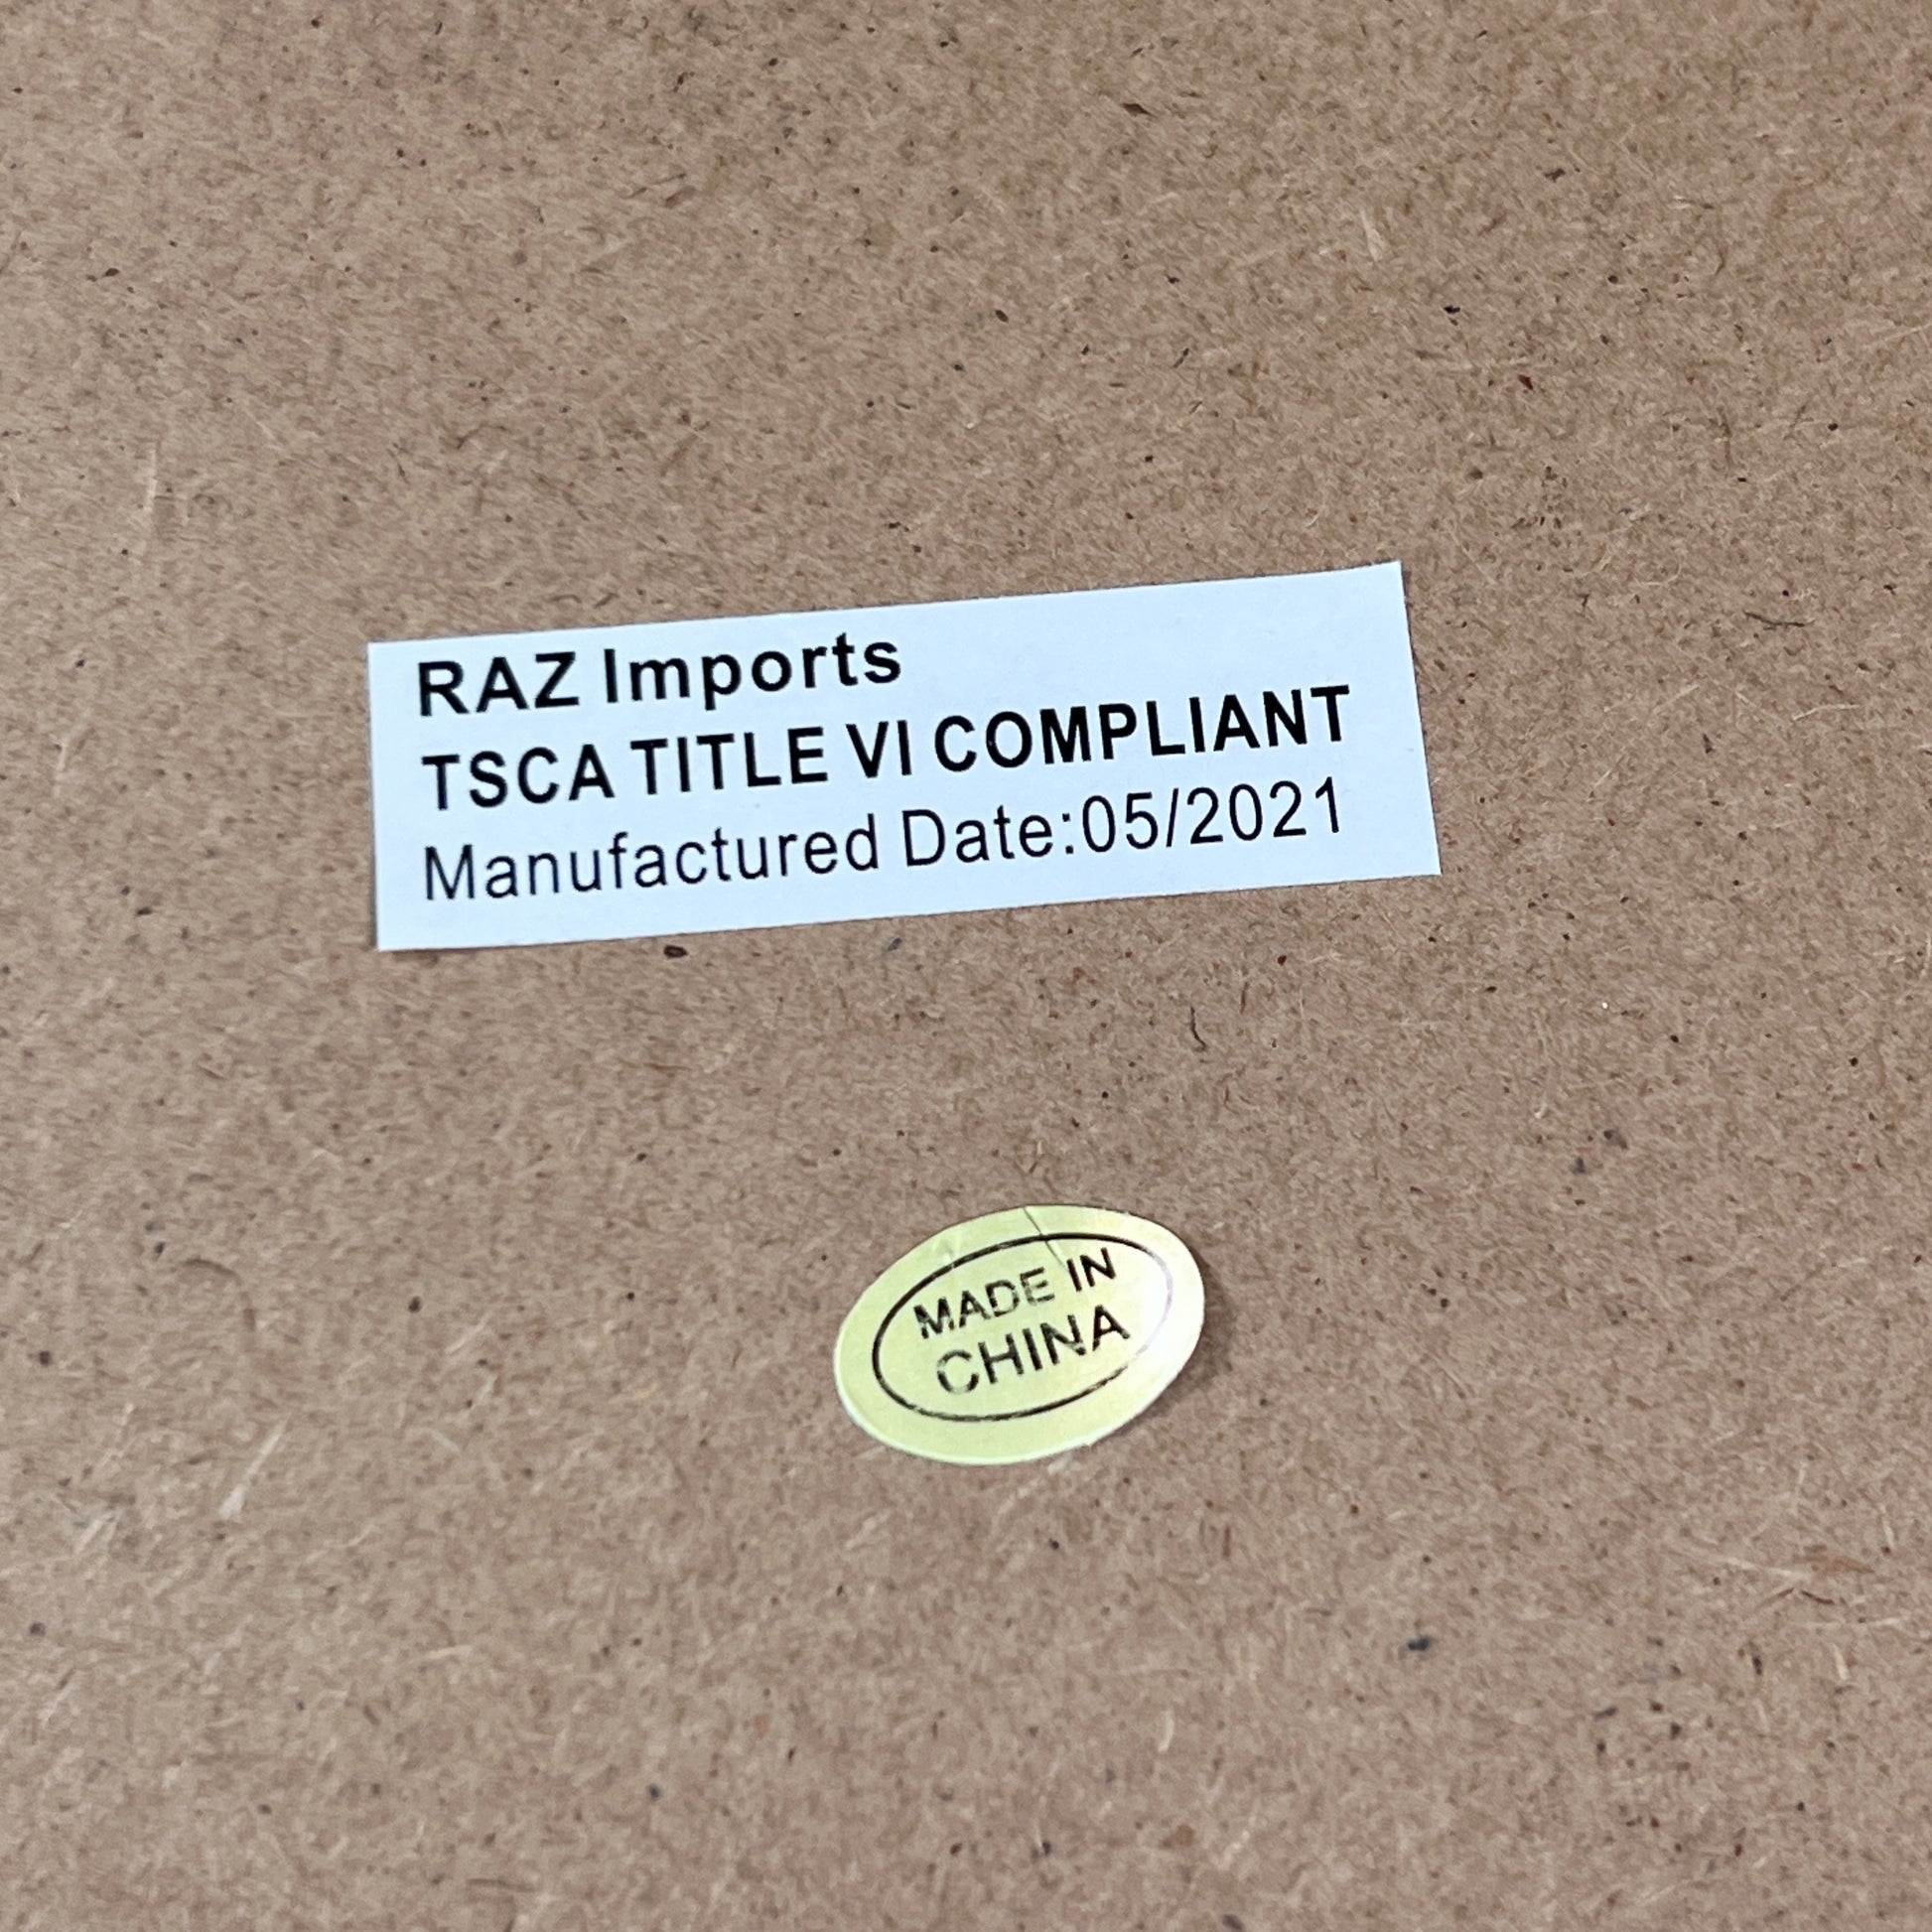 RAZ Imports
TSCA TITLE VI COMPLIANT
Manufactured Date:05/2021
MADE IN
CHINA